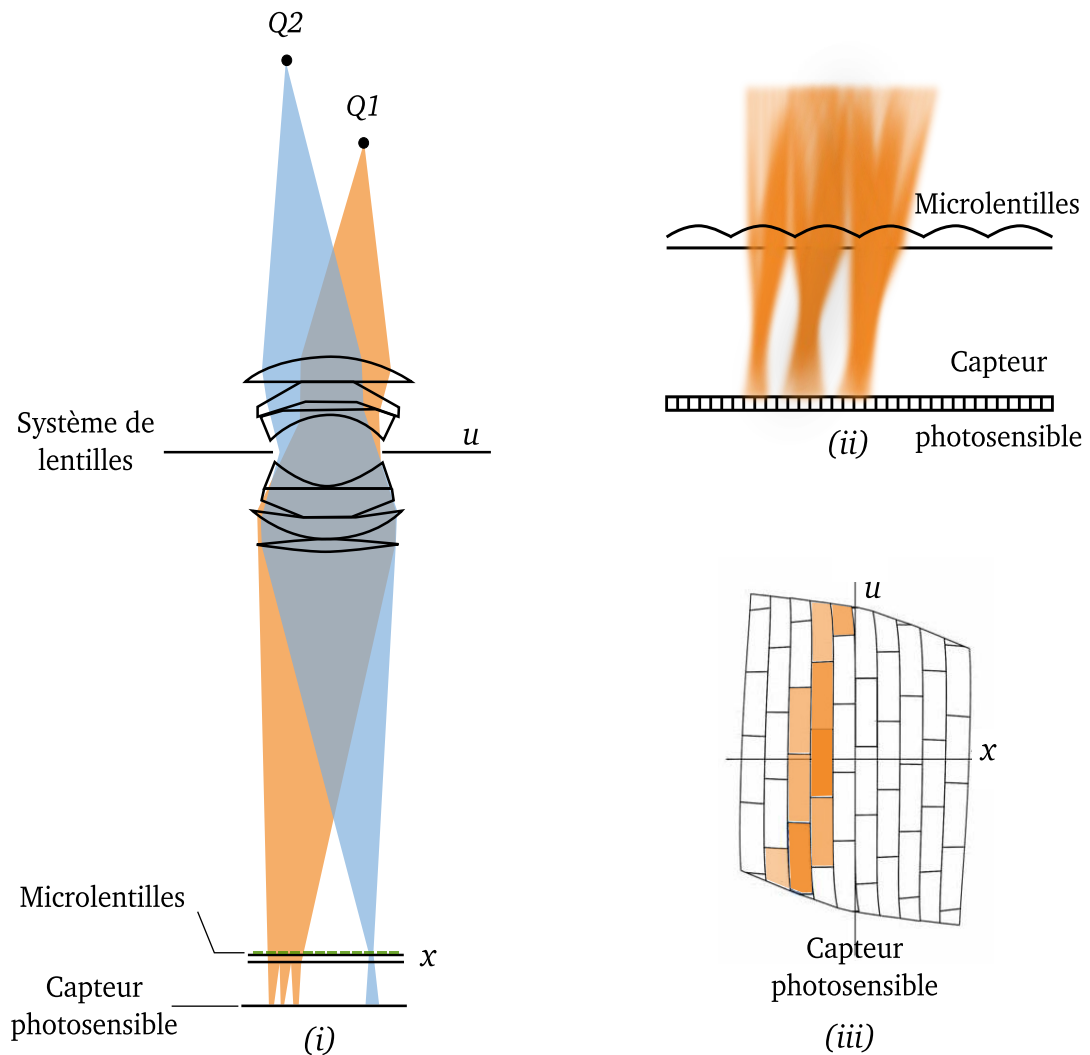 Q2
Q1
Système de
lentilles
u
Microlentilles
x
Capteur
photosensible
(i)
Microlentilles
Capteur
photosensible
(ii)
u
x
Capteur
photosensible
(iii)